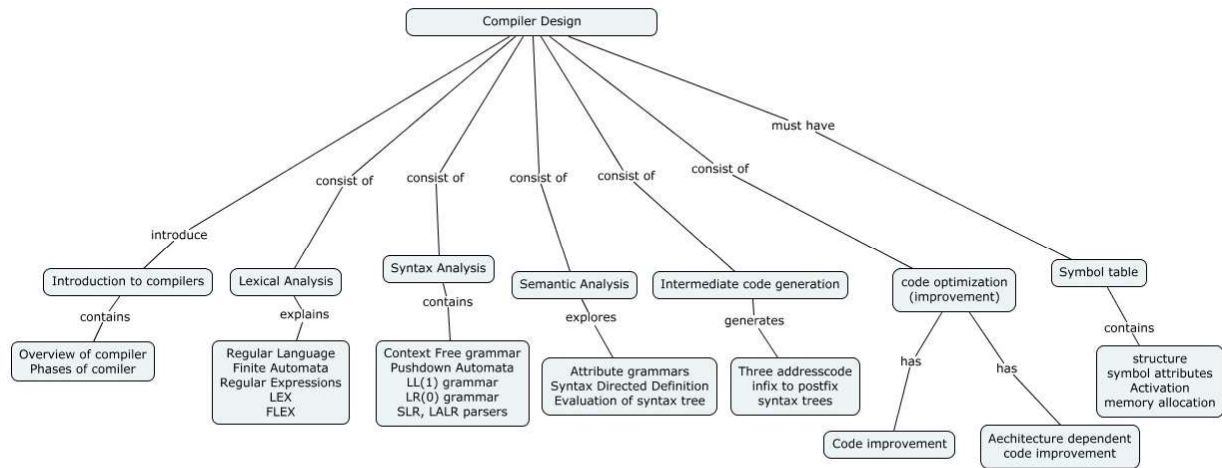 Compiler Design
must have
consist of
consist of
consist of
consist of
consist of
introduce
Introduction to compilers
Lexical Analysis
Syntax Analysis
Semantic Analysis
Intermediate code generation
code optimization
(improvement)
Symbol table
contains
explains
contains
explores
generates
has
has
contains
Overview of compiler
Phases of comiler
Regular Language
Finite Automata
Regular Expressions
LEX
FLEX
Context Free grammar
Pushdown Automata
LL(1) grammar
LR(0) grammar
SLR, LALR parsers
Attribute grammars
Syntax Directed Definition
Evaluation of syntax tree
Three addresscode
infix to postfix
syntax trees
Code improvement
Aechitecture dependent
code improvement
structure
symbol attributes
Activation
memory allocation